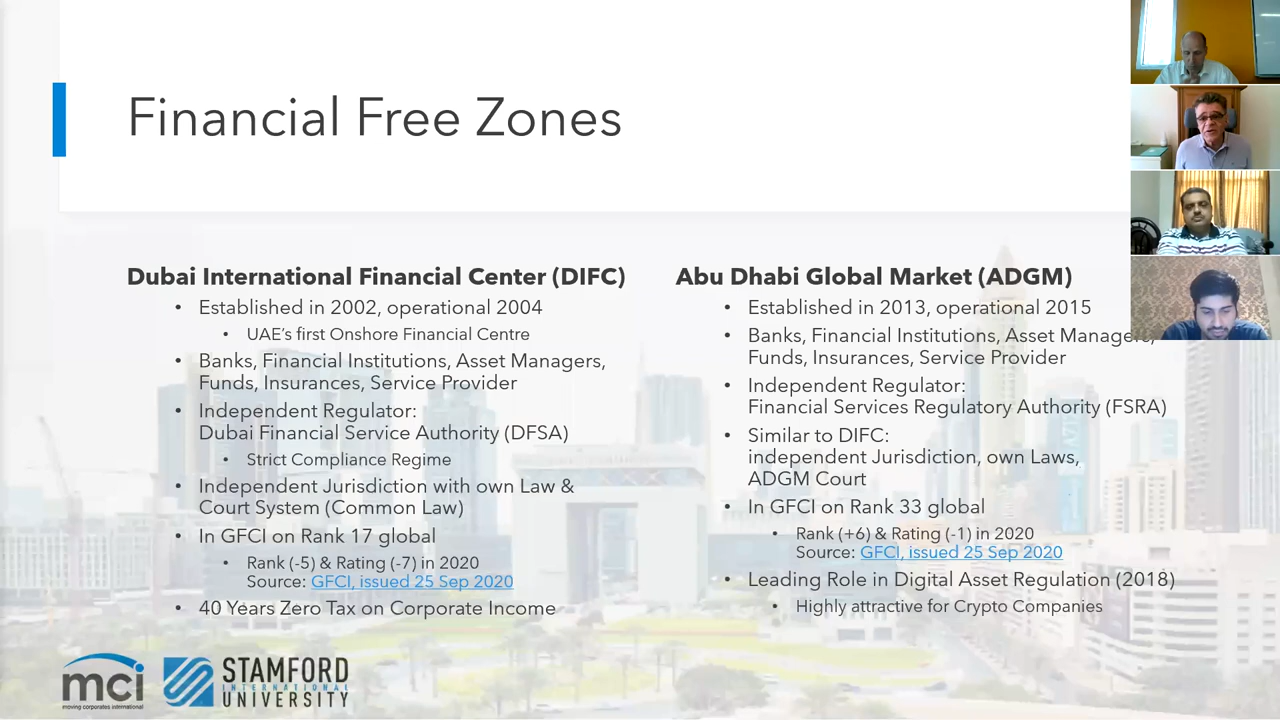 Financial Free Zones
Dubai International Financial Center (DIFC)
• Established in 2002, operational 2004
• UAE's first Onshore Financial Centre
• Banks, Financial Institutions, Asset Managers,
Funds, Insurances, Service Provider
• Independent Regulator:
Dubai Financial Service Authority (DFSA)
• Strict Compliance Regime
• Independent Jurisdiction with own Law &
Court System (Common Law)
• In GFCI on Rank 17 global
• Rank (-5) & Rating (-7) in 2020
Source: GFCI, issued 25 Sep 2020
• 40 Years Zero Tax on Corporate Income
Abu Dhabi Global Market (ADGM)
• Established in 2013, operational 2015
• Banks, Financial Institutions, Asset Managers,
Funds, Insurances, Service Provider
• Independent Regulator:
Financial Services Regulatory Authority (FSRA)
• Similar to DIFC:
independent Jurisdiction, own Laws,
ADGM Court
• In GFCI on Rank 33 global
• Rank (+6) & Rating (-1) in 2020
Source: GFCI, issued 25 Sep 2020
• Leading Role in Digital Asset Regulation (2018)
• Highly attractive for Crypto Companies
mci
moving corporates international
STAMFORD
INTERNATIONAL
UNIVERSITY